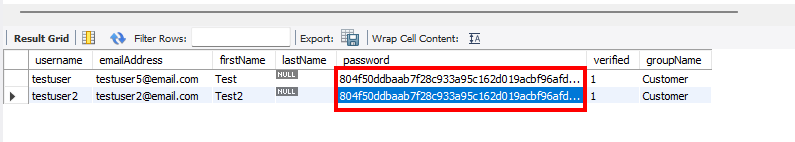 Result Grid Filter Rows: Export: Wrap Cell Content:
username emailAddress firstName lastName password verified groupName
testuser testuser5@email.com Test NULL 804f50ddbaab7f28c933a95c162d019acbf96afd... 1 Customer
testuser2 testuser2@email.com Test2 NULL 804f50ddbaab7f28c933a95c162d019acbf96afd... 1 Customer